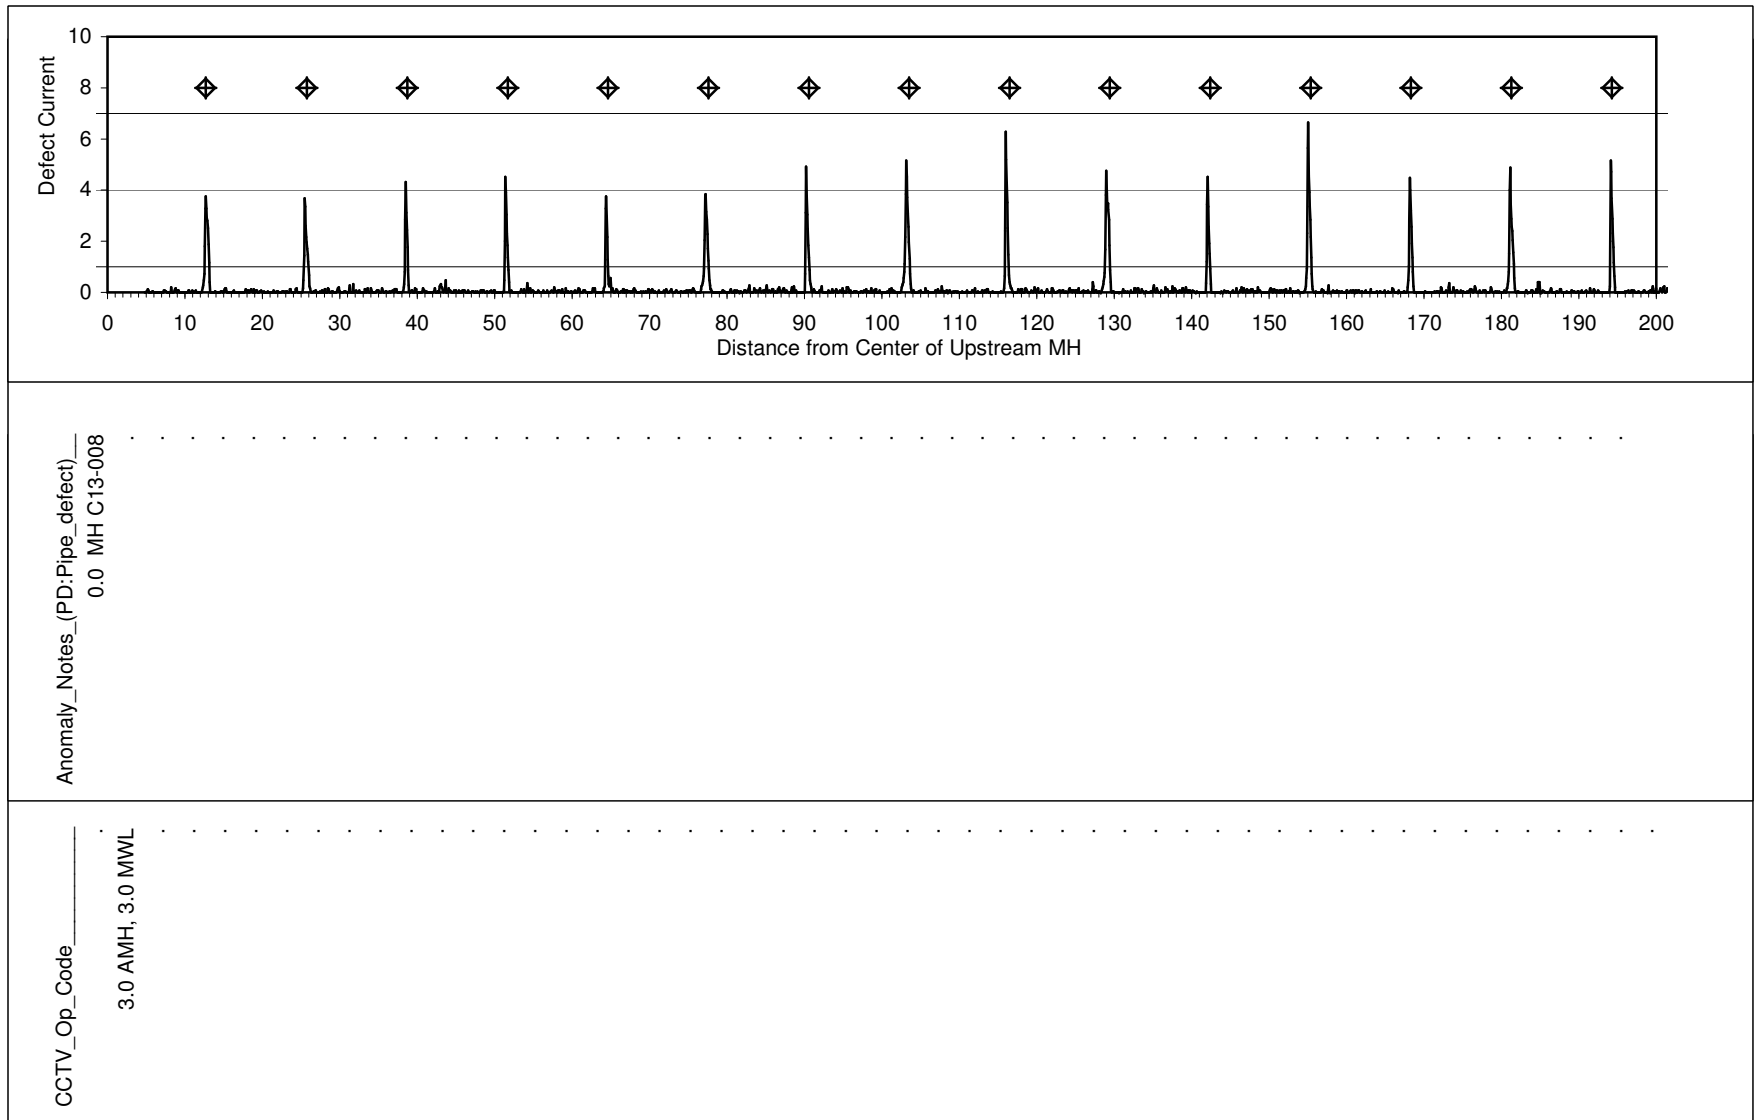 10
8
6
4
2
0
Defect Current
0 10 20 30 40 50 60 70 80 90 100 110 120 130 140 150 160 170 180 190 200
Distance from Center of Upstream MH
Anomaly_Notes_(PD:Pipe_defect)__
0.0 MH C13-008
CCTV_Op_Code__________
3.0 AMH, 3.0 MWL